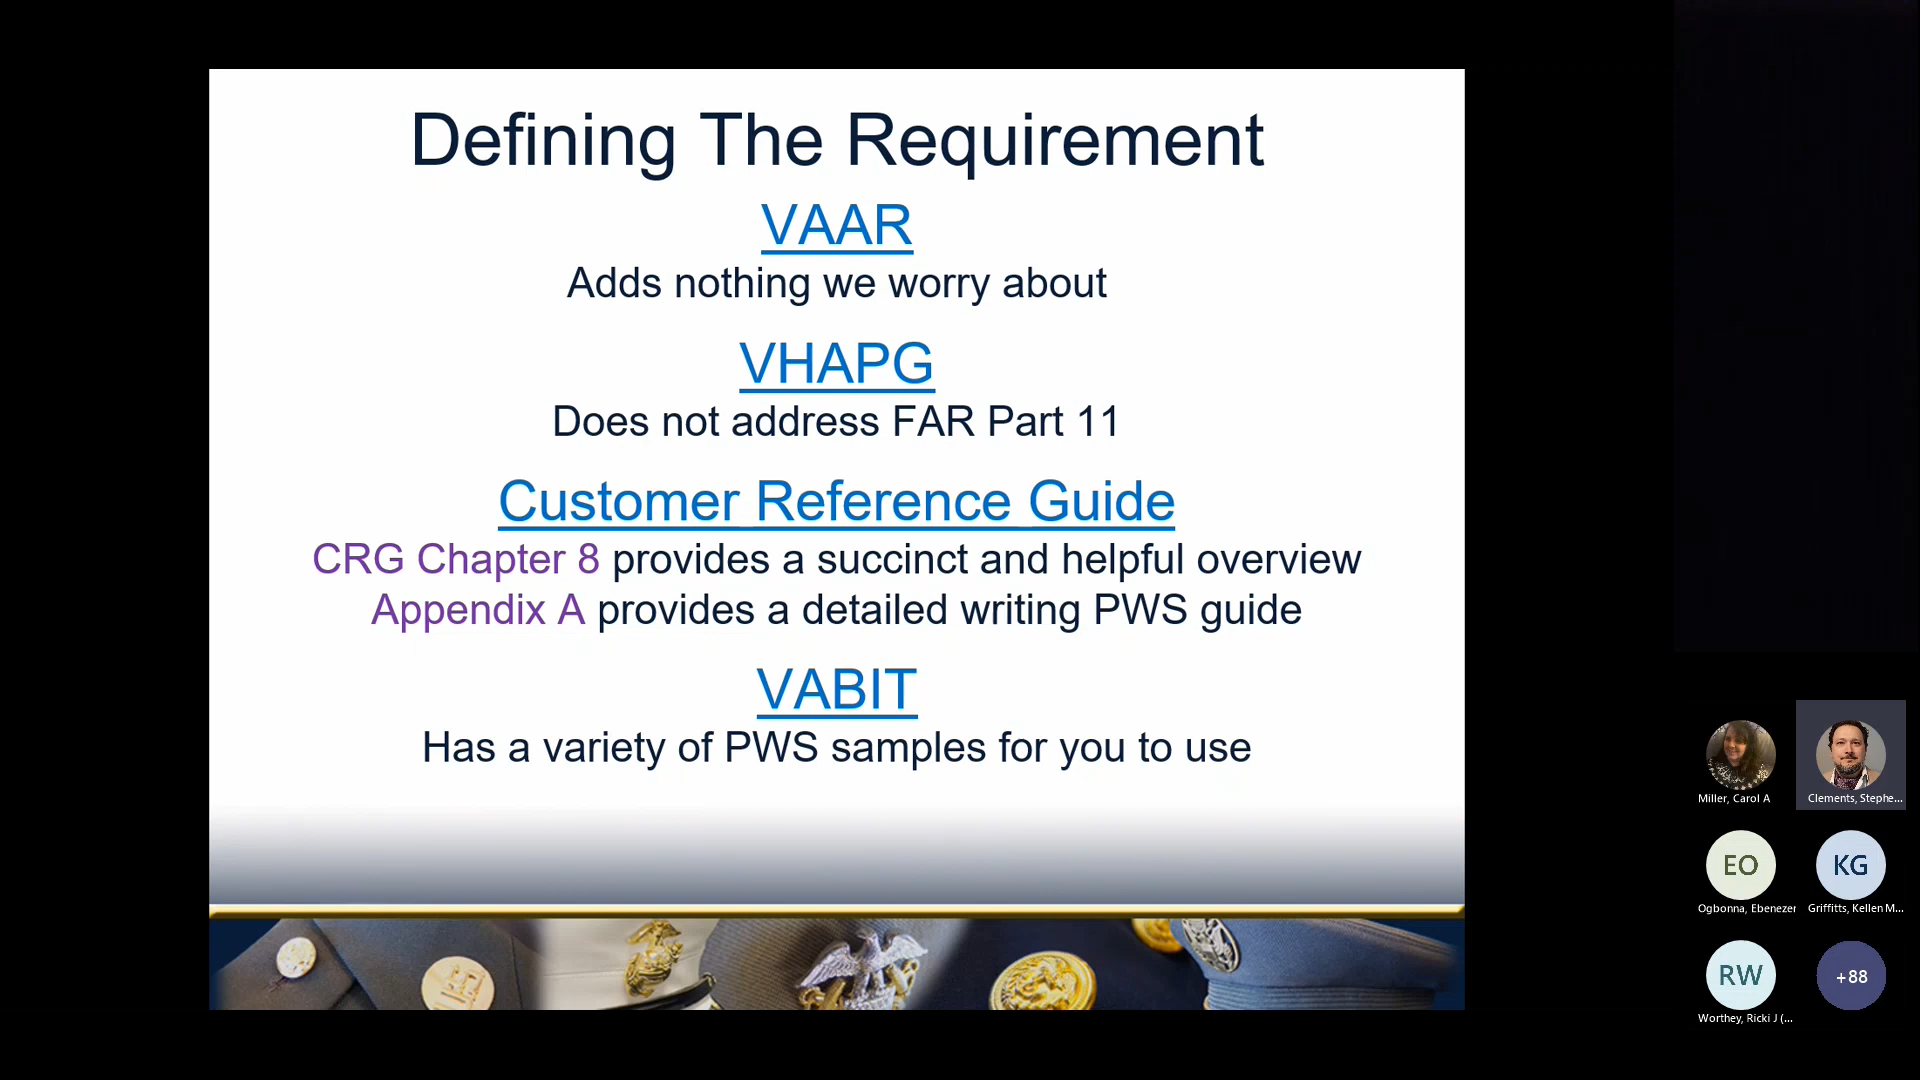 Defining The Requirement
VAAR
Adds nothing we worry about
VHAPG
Does not address FAR Part 11
Customer Reference Guide
CRG Chapter 8 provides a succinct and helpful overview
Appendix A provides a detailed writing PWS guide
VABIT
Has a variety of PWS samples for you to use
Miller, Carol A
Clements, Stephe...
EO
KG
Ogbonna, Ebenezer
Griffitts, Kellen M...
RW
+88
Worthey, Ricki J (...